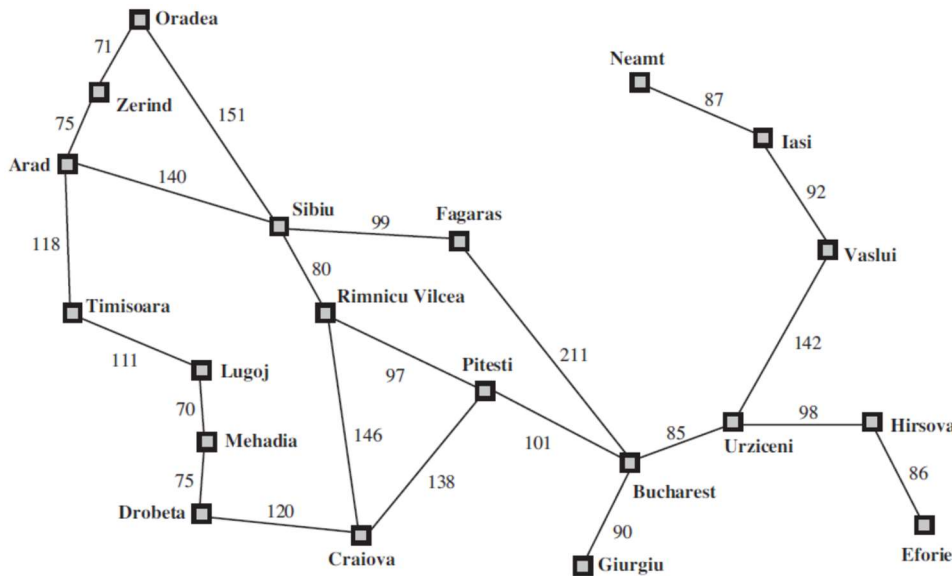 Oradea
71
Neamt
Zerind
87
75
151
Iasi
Arad
140
92
Sibiu
Fagaras
99
118
Vaslui
80
Timisoara
Rimnicu Vilcea
142
111
211
Lugoj
Pitesti
97
70
98
Hirsova
146
101
85
Urziceni
Mehadia
86
75
138
Bucharest
Drobeta
120
90
Craiova
Eforie
Giurgiu